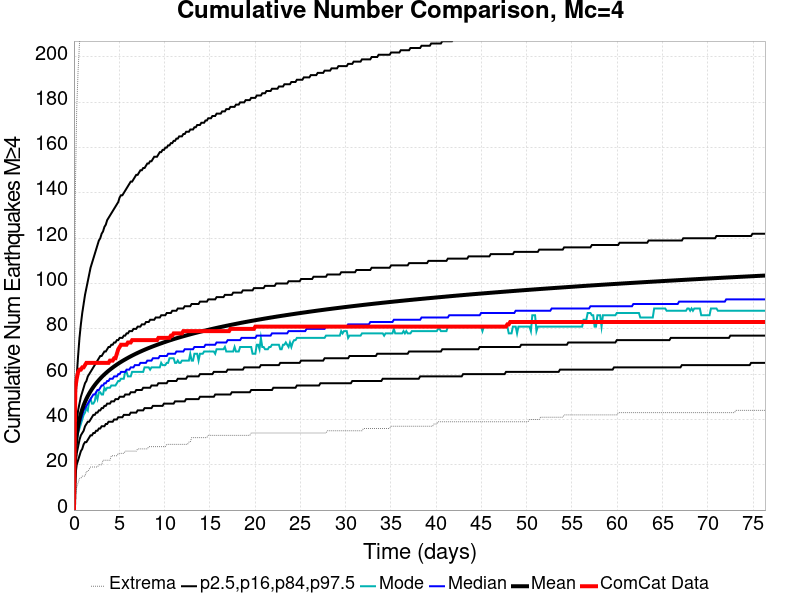 Cumulative Number Comparison, Mc=4
Cumulative Num Earthquakes M≥4
200
180
160
140
120
100
80
60
40
20
0
0 5 10 15 20 25 30 35 40 45 50 55 60 65 70 75
Time (days)
Extrema p2.5,p16,p84,p97.5 Mode Median Mean ComCat Data